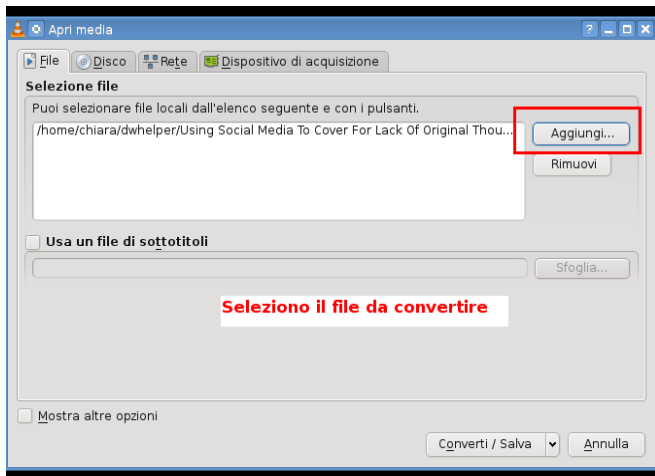 Apri media
File Disco Rete Dispositivo di acquisizione
Selezione file
Puoi selezionare file locali dall'elenco seguente e con i pulsanti.
/home/chiara/dwhelper/Using Social Media To Cover For Lack Of Original Thou...
Aggiungi...
Rimuovi
Usa un file di sottotitoli
Sfoglia...
Seleziono il file da convertire
Mostra altre opzioni
Converti / Salva
Annulla